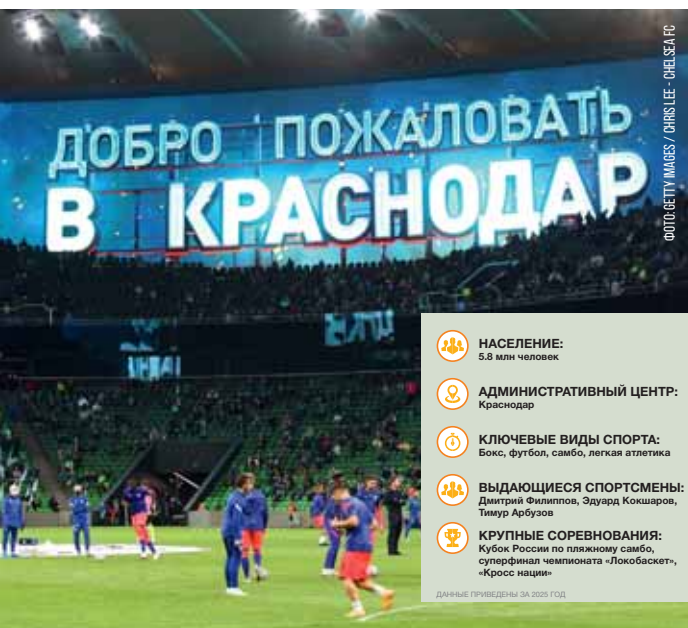 ДОБРО ПОЖАЛОВАТЬ
В КРАСНОДАР
ФОТО: GETTY IMAGES / CHRIS LEE - CHELSEA FC
НАСЕЛЕНИЕ:
5.8 млн человек
АДМИНИСТРАТИВНЫЙ ЦЕНТР:
Краснодар
КЛЮЧЕВЫЕ ВИДЫ СПОРТА:
Бокс, футбол, самбо, легкая атлетика
ВЫДАЮЩИЕСЯ СПОРТСМЕНЫ:
Дмитрий Филиппов, Эдуард Кокшаров,
Тимур Арбузов
КРУПНЫЕ СОРЕВНОВАНИЯ:
Кубок России по пляжному самбо,
суперфинал чемпионата «Локобаскет»,
«Кросс нации»
ДАННЫЕ ПРИВЕДЕНЫ ЗА 2025 ГОД